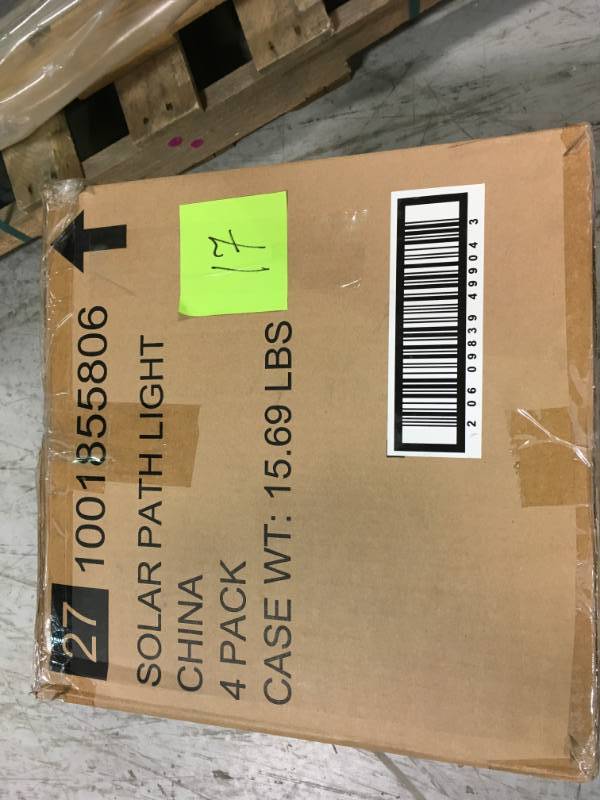 27 1001855806
SOLAR PATH LIGHT
CHINA
4 PACK
CASE WT: 15.69 LBS
17
2 06 09839 49904 3